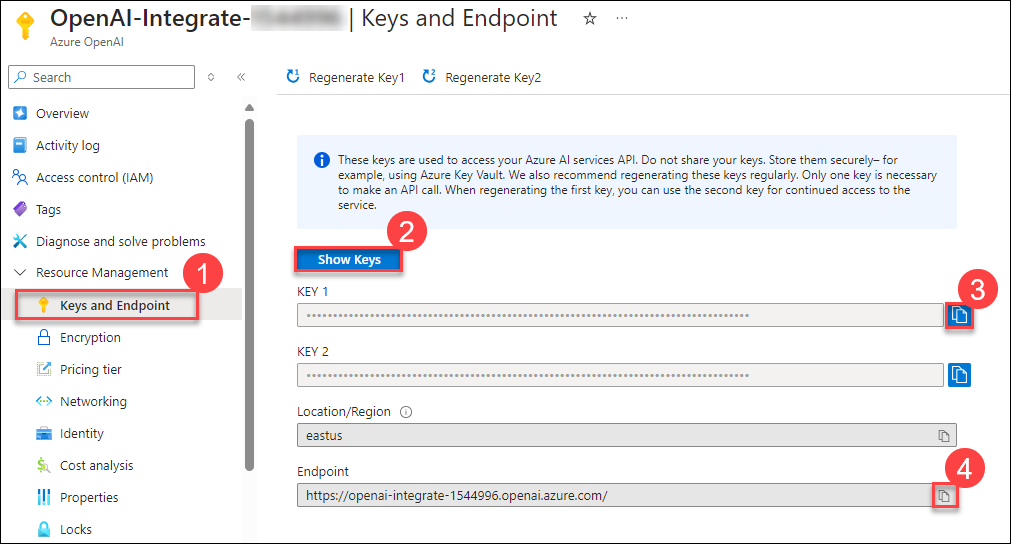 OpenAI-Integrate- | Keys and Endpoint
Azure OpenAI
Search
Regenerate Key1
Regenerate Key2
Overview
Activity log
Access control (IAM)
Tags
Diagnose and solve problems
Resource Management
1
Keys and Endpoint
Encryption
Pricing tier
Networking
Identity
Cost analysis
Properties
Locks
These keys are used to access your Azure AI services API. Do not share your keys. Store them securely– for
example, using Azure Key Vault. We also recommend regenerating these keys regularly. Only one key is necessary
to make an API call. When regenerating the first key, you can use the second key for continued access to the
service.
2
Show Keys
KEY 1
3
KEY 2
Location/Region
eastus
Endpoint
4
https://openai-integrate-1544996.openai.azure.com/